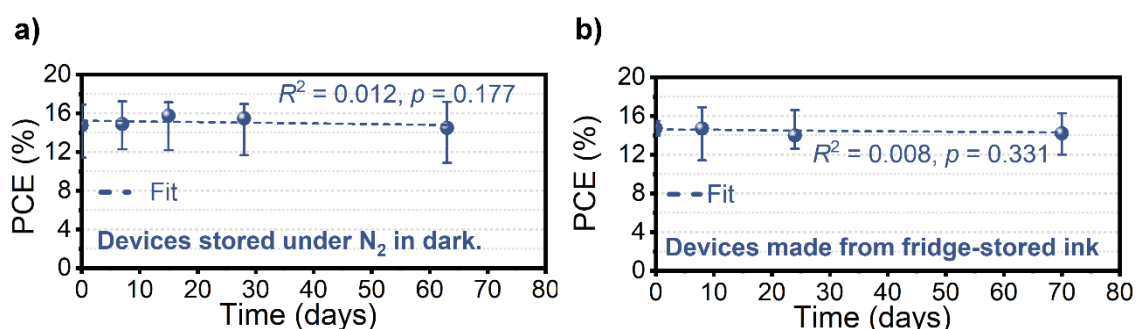 a)
20
16
12
8
4
0
PCE (%)
R² = 0.012, p = 0.177
Fit
Devices stored under N₂ in dark.
0 10 20 30 40 50 60 70 80
Time (days)
b)
20
16
12
8
4
0
PCE (%)
R² = 0.008, p = 0.331
Fit
Devices made from fridge-stored ink
0 10 20 30 40 50 60 70 80
Time (days)